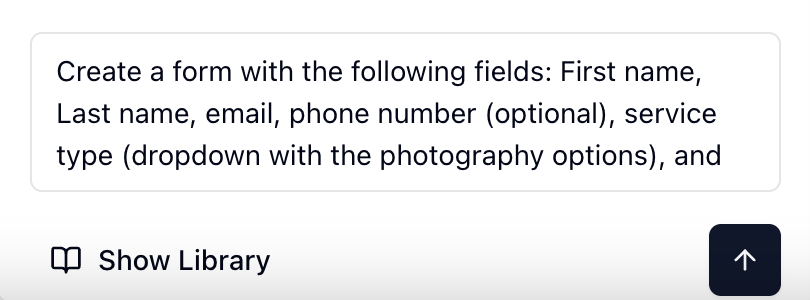 Create a form with the following fields: First name,
Last name, email, phone number (optional), service
type (dropdown with the photography options), and
Show Library